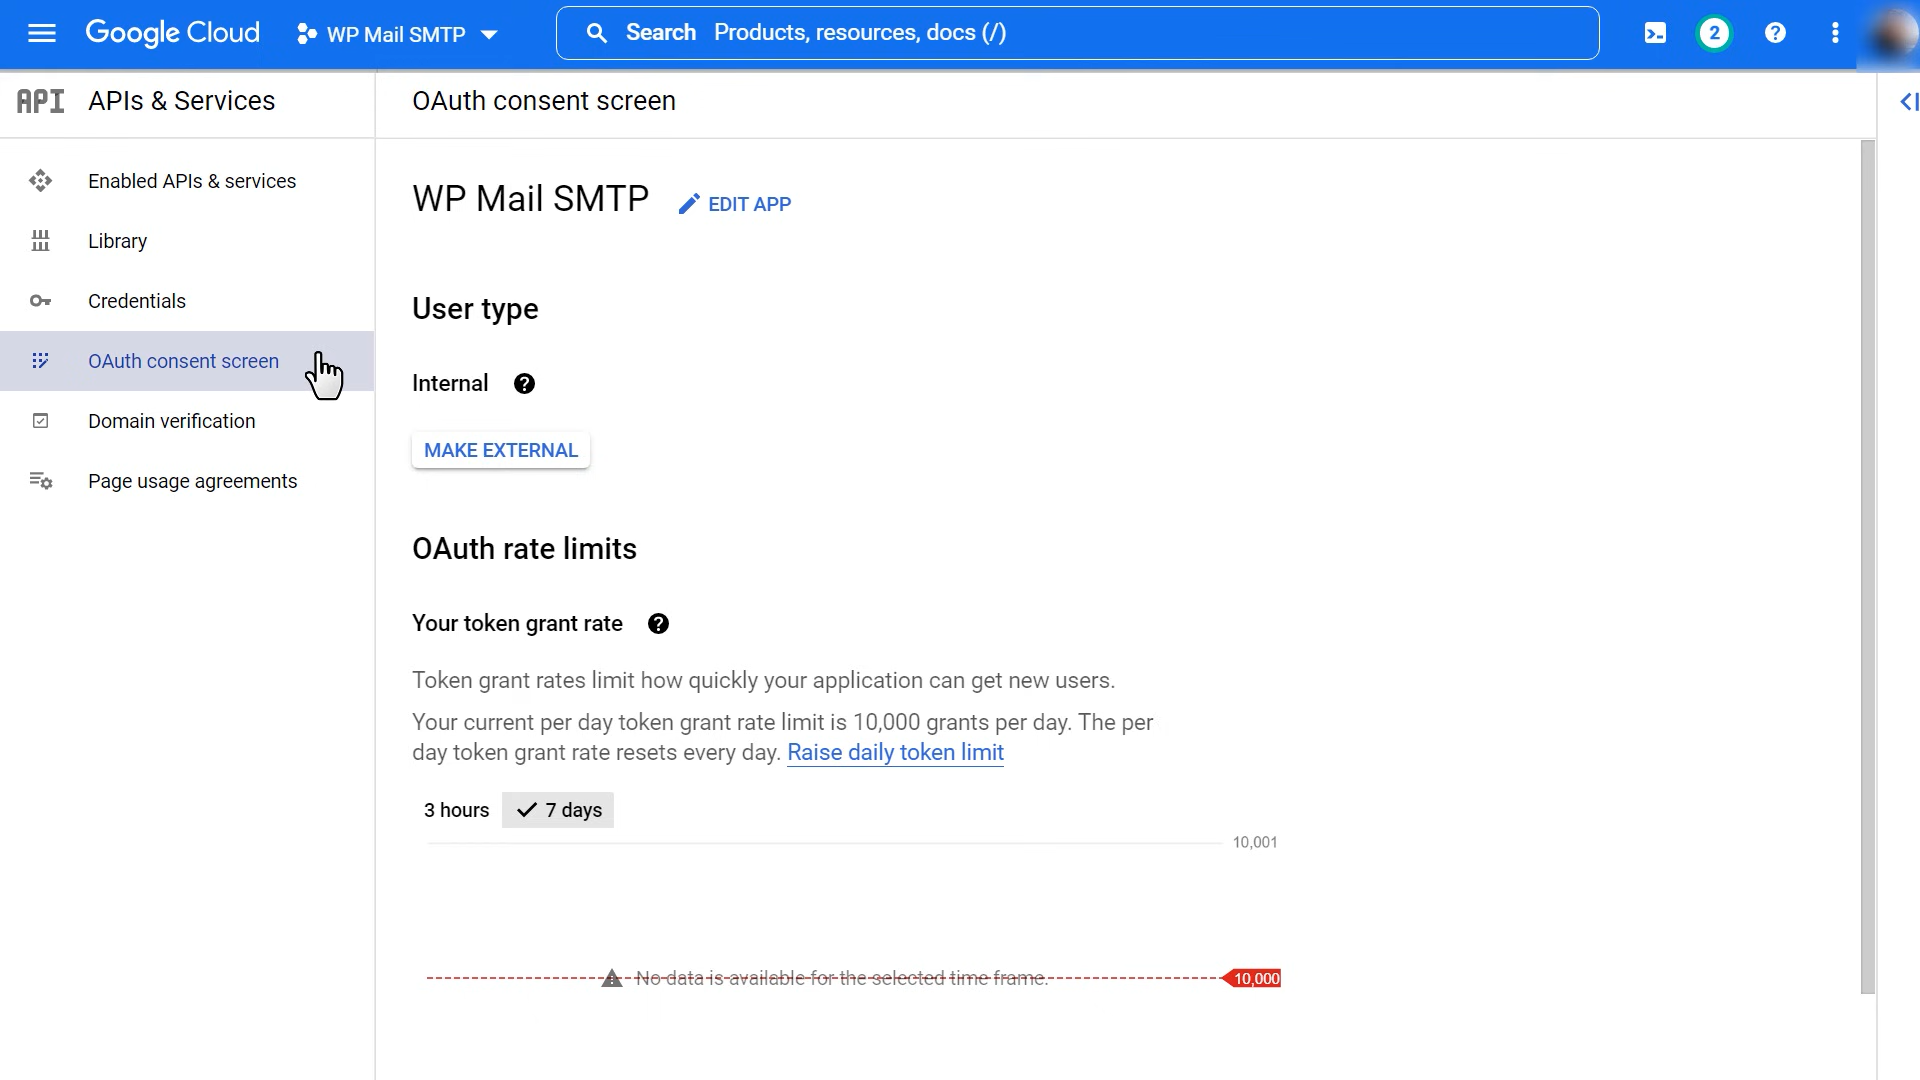 Google Cloud
WP Mail SMTP
Search Products, resources, docs (/)
2
API APIs & Services
OAuth consent screen
Enabled APIs & services
Library
Credentials
OAuth consent screen
Domain verification
Page usage agreements
WP Mail SMTP
EDIT APP
User type
Internal
MAKE EXTERNAL
OAuth rate limits
Your token grant rate
Token grant rates limit how quickly your application can get new users.
Your current per day token grant rate limit is 10,000 grants per day. The per
day token grant rate resets every day. Raise daily token limit
3 hours
7 days
10,001
No data is available for the selected time frame.
10,000